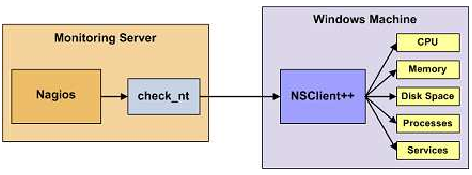 Monitoring Server
Nagios
check_nt
Windows Machine
NSClient++
CPU
Memory
Disk Space
Processes
Services